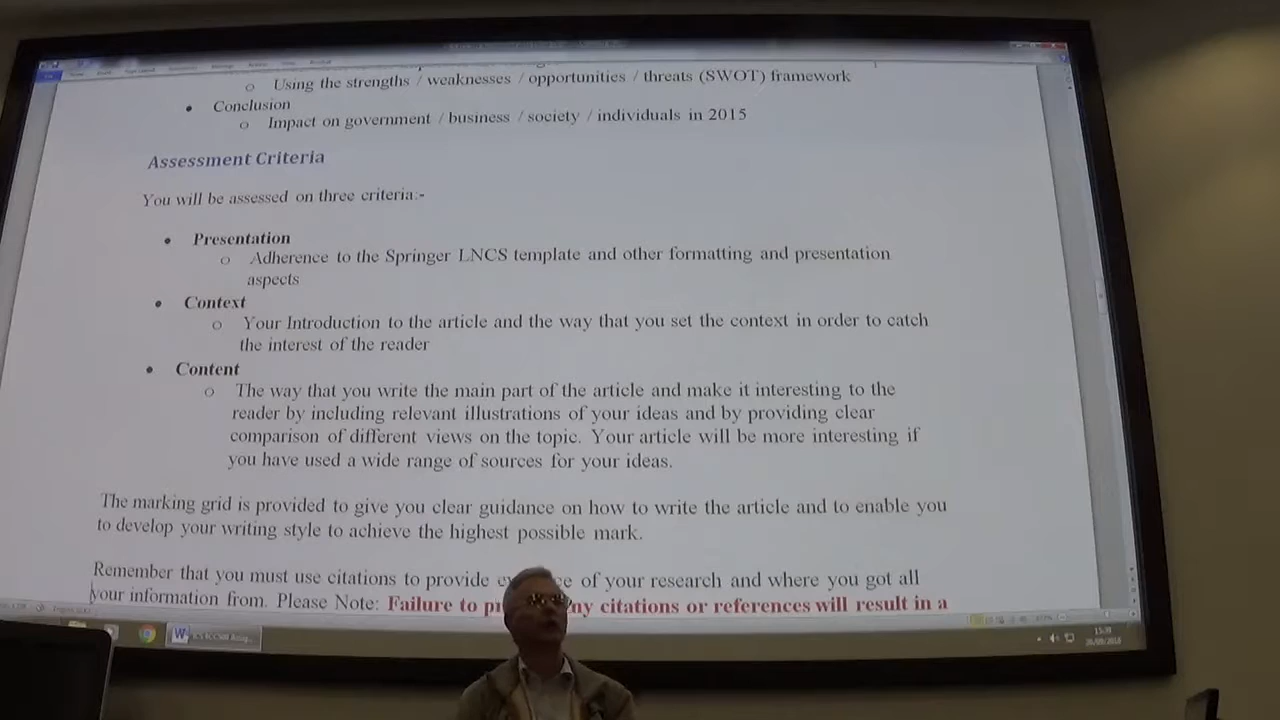 ○ Using the strengths / weaknesses / opportunities / threats (SWOT) framework
• Conclusion
○ Impact on government / business / society / individuals in 2015
Assessment Criteria
You will be assessed on three criteria:-
• Presentation
○ Adherence to the Springer LNCS template and other formatting and presentation
aspects
• Context
○ Your Introduction to the article and the way that you set the context in order to catch
the interest of the reader
• Content
○ The way that you write the main part of the article and make it interesting to the
reader by including relevant illustrations of your ideas and by providing clear
comparison of different views on the topic. Your article will be more interesting if
you have used a wide range of sources for your ideas.
The marking grid is provided to give you clear guidance on how to write the article and to enable you
to develop your writing style to achieve the highest possible mark.
Remember that you must use citations to provide of your research and where you got all
your information from. Please Note: Failure to citations or references will result in a